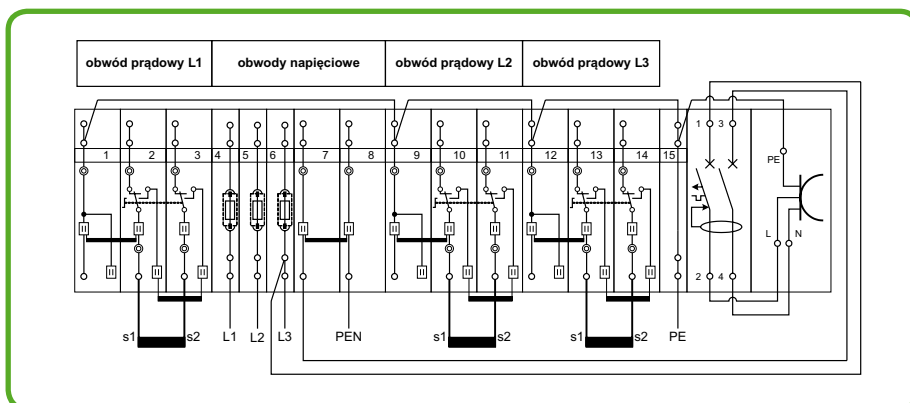 obwód prądowy L1 obwody napięciowe obwód prądowy L2 obwód prądowy L3
1 3
1 2 3 4 5 6 7 8 9 10 11 12 13 14 15
PE
L N
2 4
s1 s2 L1 L2 L3 PEN s1 s2 s1 s2 PE